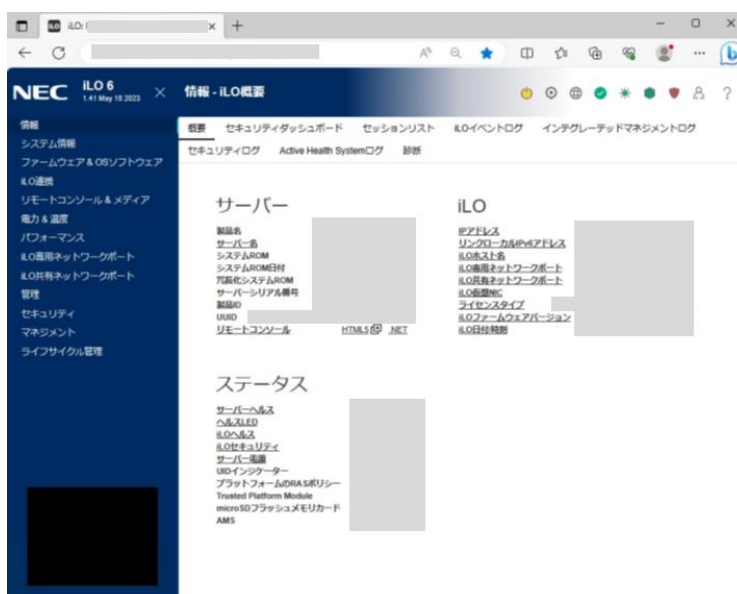 iLO:
NEC iLO 6
1.41 May 18 2023
情報 - iLO概要
情報
システム情報
ファームウェア & OSソフトウェア
iLO連携
リモートコンソール & メディア
電力 & 温度
パフォーマンス
iLO専用ネットワークポート
iLO共有ネットワークポート
管理
セキュリティ
マネジメント
ライフサイクル管理
概要 セキュリティダッシュボード セッションリスト iLOイベントログ インテグレーテッドマネジメントログ
セキュリティログ Active Health Systemログ 診断
サーバー
製品名
サーバー名
システムROM
システムROM日付
冗長化システムROM
サーバーシリアル番号
製品ID
UUID
リモートコンソール HTML5 .NET
iLO
IPアドレス
リンクローカルIPv6アドレス
iLOホスト名
iLO専用ネットワークポート
iLO共有ネットワークポート
iLO仮想NIC
ライセンスタイプ
iLOファームウェアバージョン
iLO日付/時刻
ステータス
サーバーヘルス
ヘルスLED
iLOヘルス
iLOセキュリティ
サーバー電源
UIDインジケーター
プラットフォームのRASポリシー
Trusted Platform Module
microSDフラッシュメモリカード
AMS